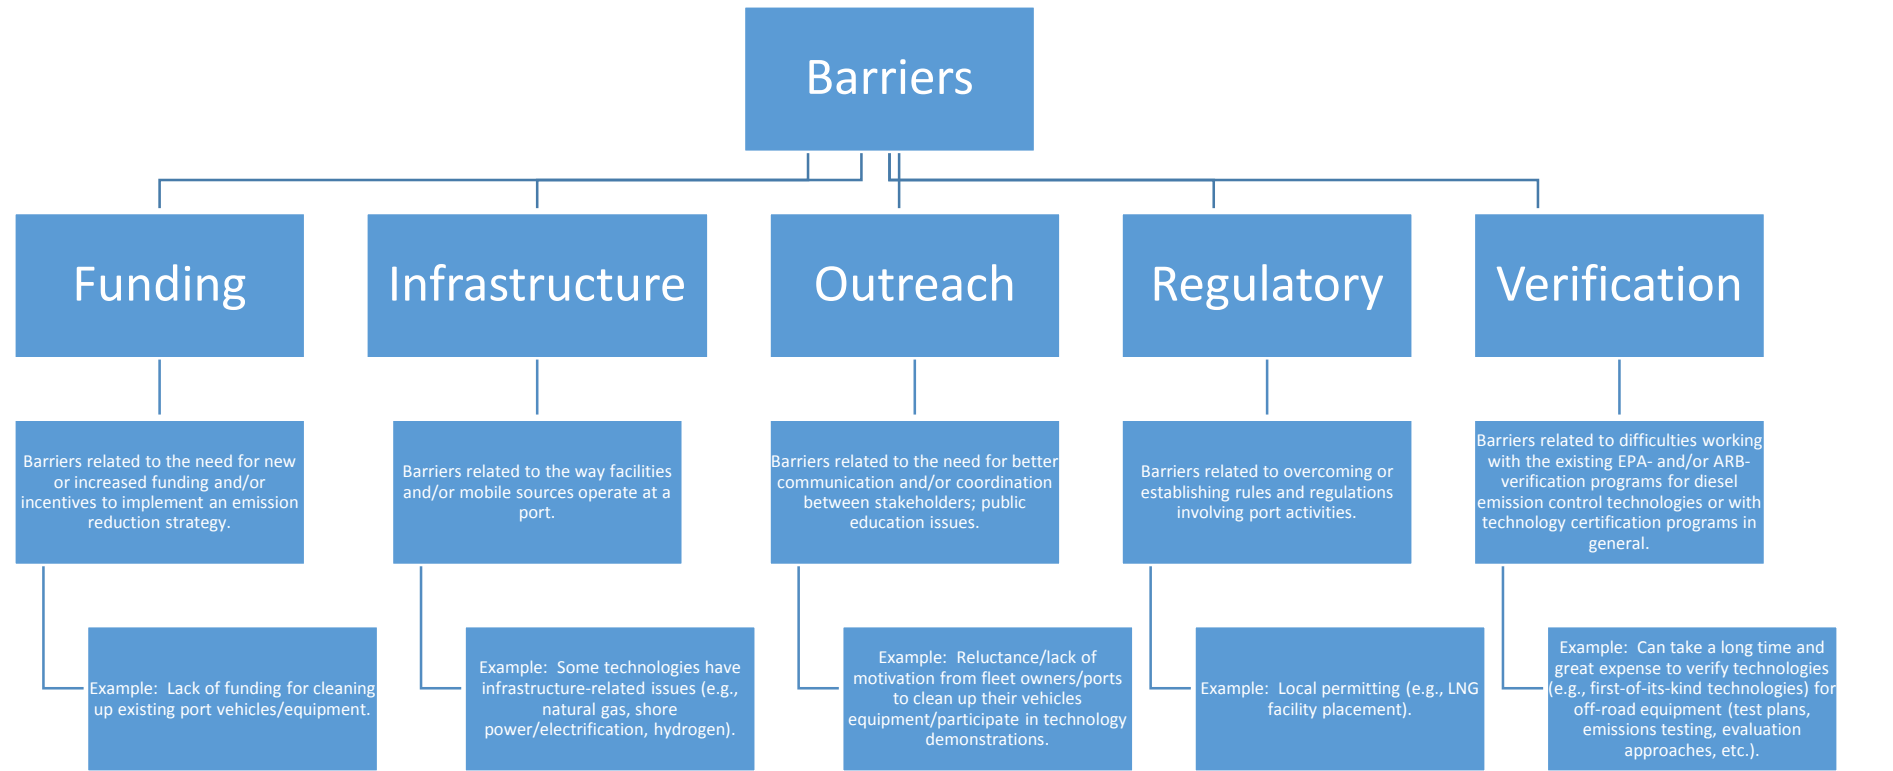 Barriers
Funding
Infrastructure
Outreach
Regulatory
Verification
Barriers related to the need for new
or increased funding and/or
incentives to implement an emission
reduction strategy.
Barriers related to the way facilities
and/or mobile sources operate at a
port.
Barriers related to the need for better
communication and/or coordination
between stakeholders; public
education issues.
Barriers related to overcoming or
establishing rules and regulations
involving port activities.
Barriers related to difficulties working
with the existing EPA- and/or ARB-
verification programs for diesel
emission control technologies or with
technology certification programs in
general.
Example:  Lack of funding for cleaning
up existing port vehicles/equipment.
Example:  Some technologies have
infrastructure-related issues (e.g.,
natural gas, shore
power/electrification, hydrogen).
Example:  Reluctance/lack of
motivation from fleet owners/ports
to clean up their vehicles
equipment/participate in technology
demonstrations.
Example:  Local permitting (e.g., LNG
facility placement).
Example:  Can take a long time and
great expense to verify technologies
(e.g., first-of-its-kind technologies) for
off-road equipment (test plans,
emissions testing, evaluation
approaches, etc.).